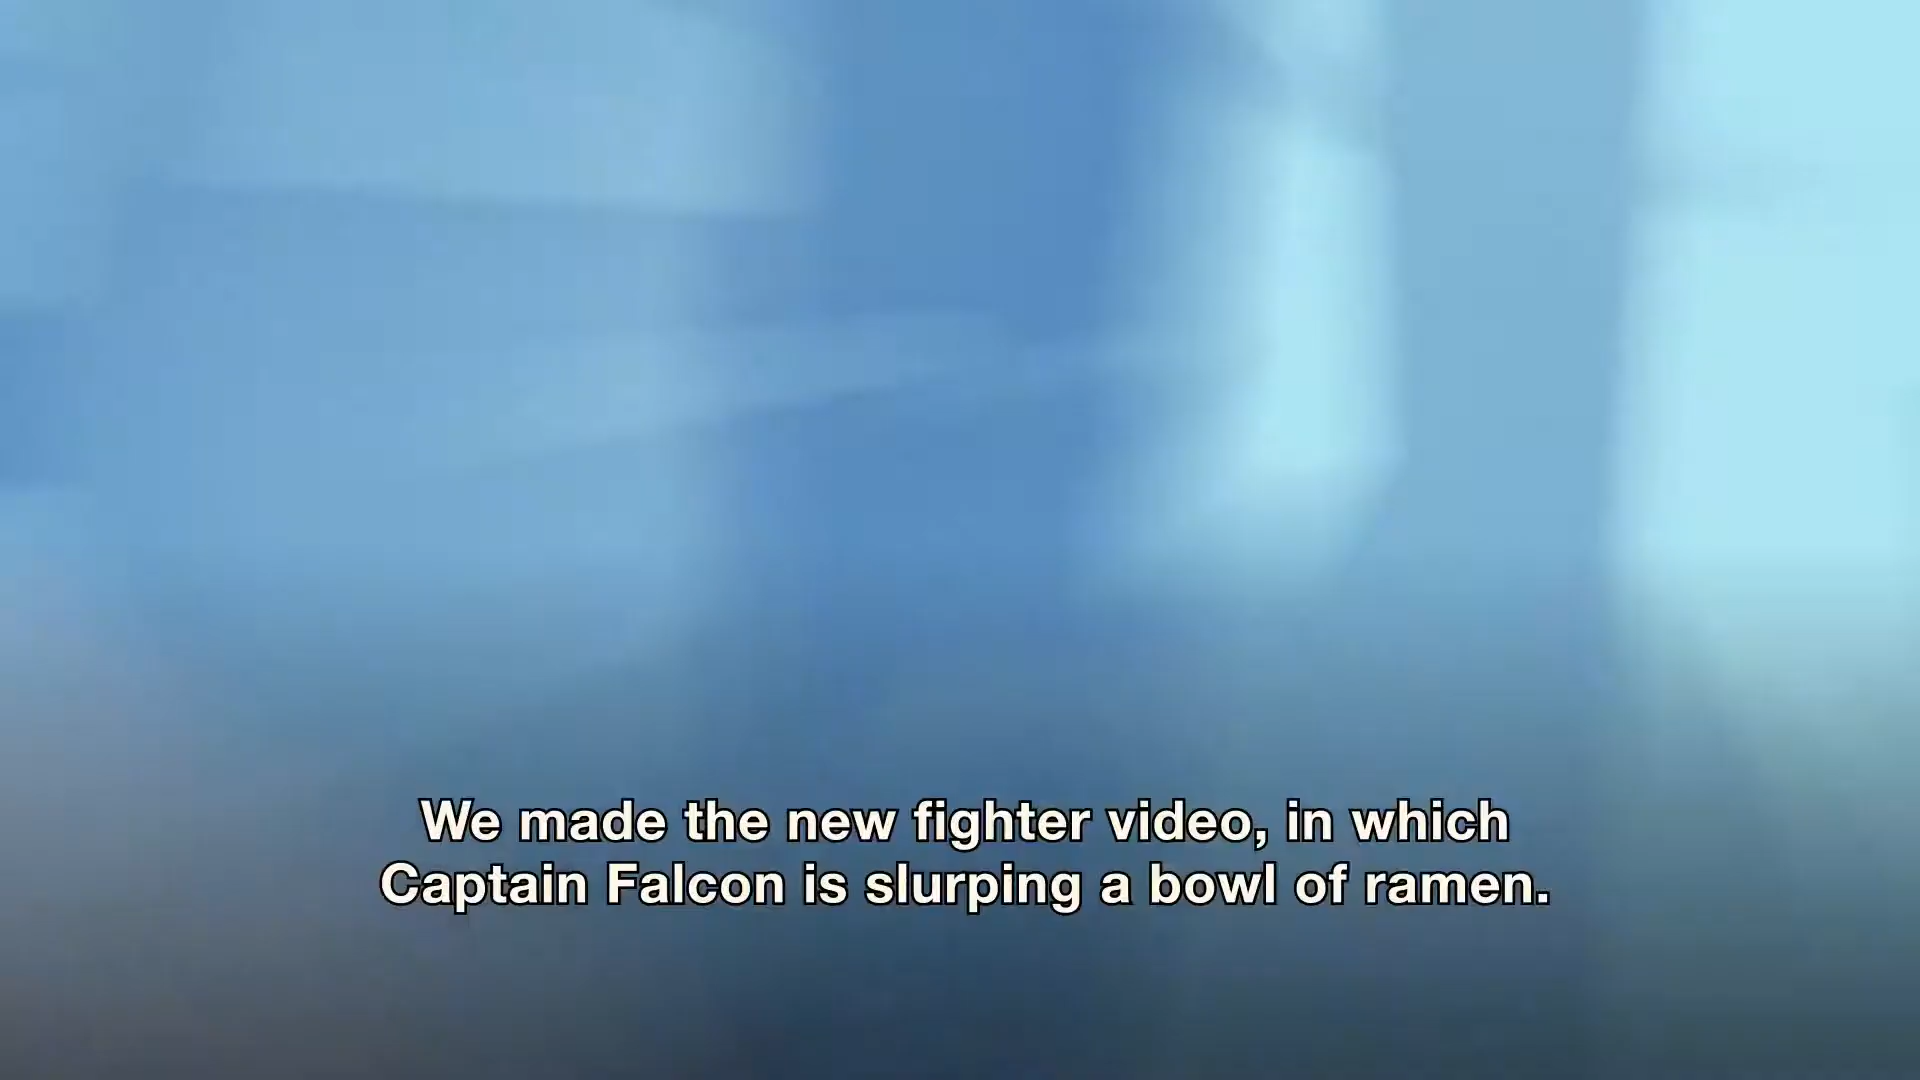 We made the new fighter video, in which
Captain Falcon is slurping a bowl of ramen.